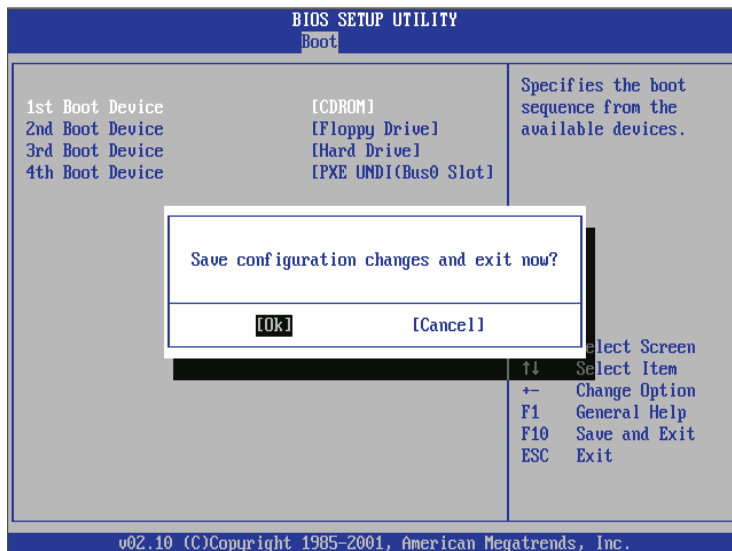 BIOS SETUP UTILITY
Boot
1st Boot Device [CDROM]
2nd Boot Device [Floppy Drive]
3rd Boot Device [Hard Drive]
4th Boot Device [PXE UNDI(Bus0 Slot]
Specifies the boot
sequence from the
available devices.
Save configuration changes and exit now?
[Ok] [Cancel]
elect Screen
↑↓ Select Item
+- Change Option
F1 General Help
F10 Save and Exit
ESC Exit
v02.10 (C)Copyright 1985-2001, American Megatrends, Inc.